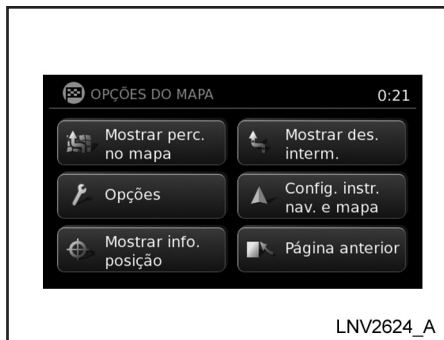 OPÇÕES DO MAPA 0:21
Mostrar perc.
no mapa
Mostrar des.
interm.
Opções
Config. instr.
nav. e mapa
Mostrar info.
posição
Página anterior
LNV2624_A